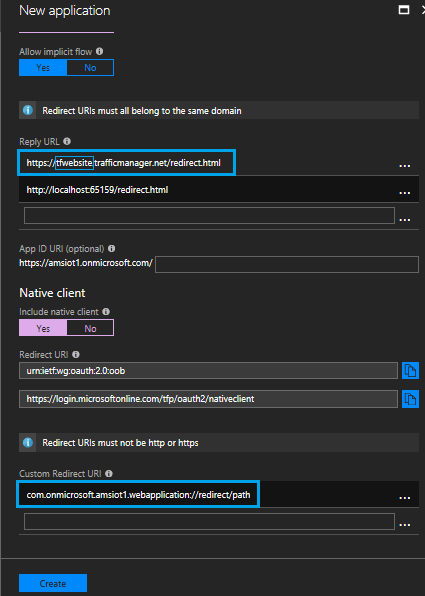 New application
Allow implicit flow
Yes No
Redirect URIs must all belong to the same domain
Reply URL
https://tfwebsite.trafficmanager.net/redirect.html
...
http://localhost:65159/redirect.html
...
...
App ID URI (optional)
https://amsiot1.onmicrosoft.com/
Native client
Include native client
Yes No
Redirect URI
urn:ietf:wg:oauth:2.0:oob
https://login.microsoftonline.com/tfp/oauth2/nativeclient
Redirect URIs must not be http or https
Custom Redirect URI
com.onmicrosoft.amsiot1.webapplication://redirect/path
...
...
Create